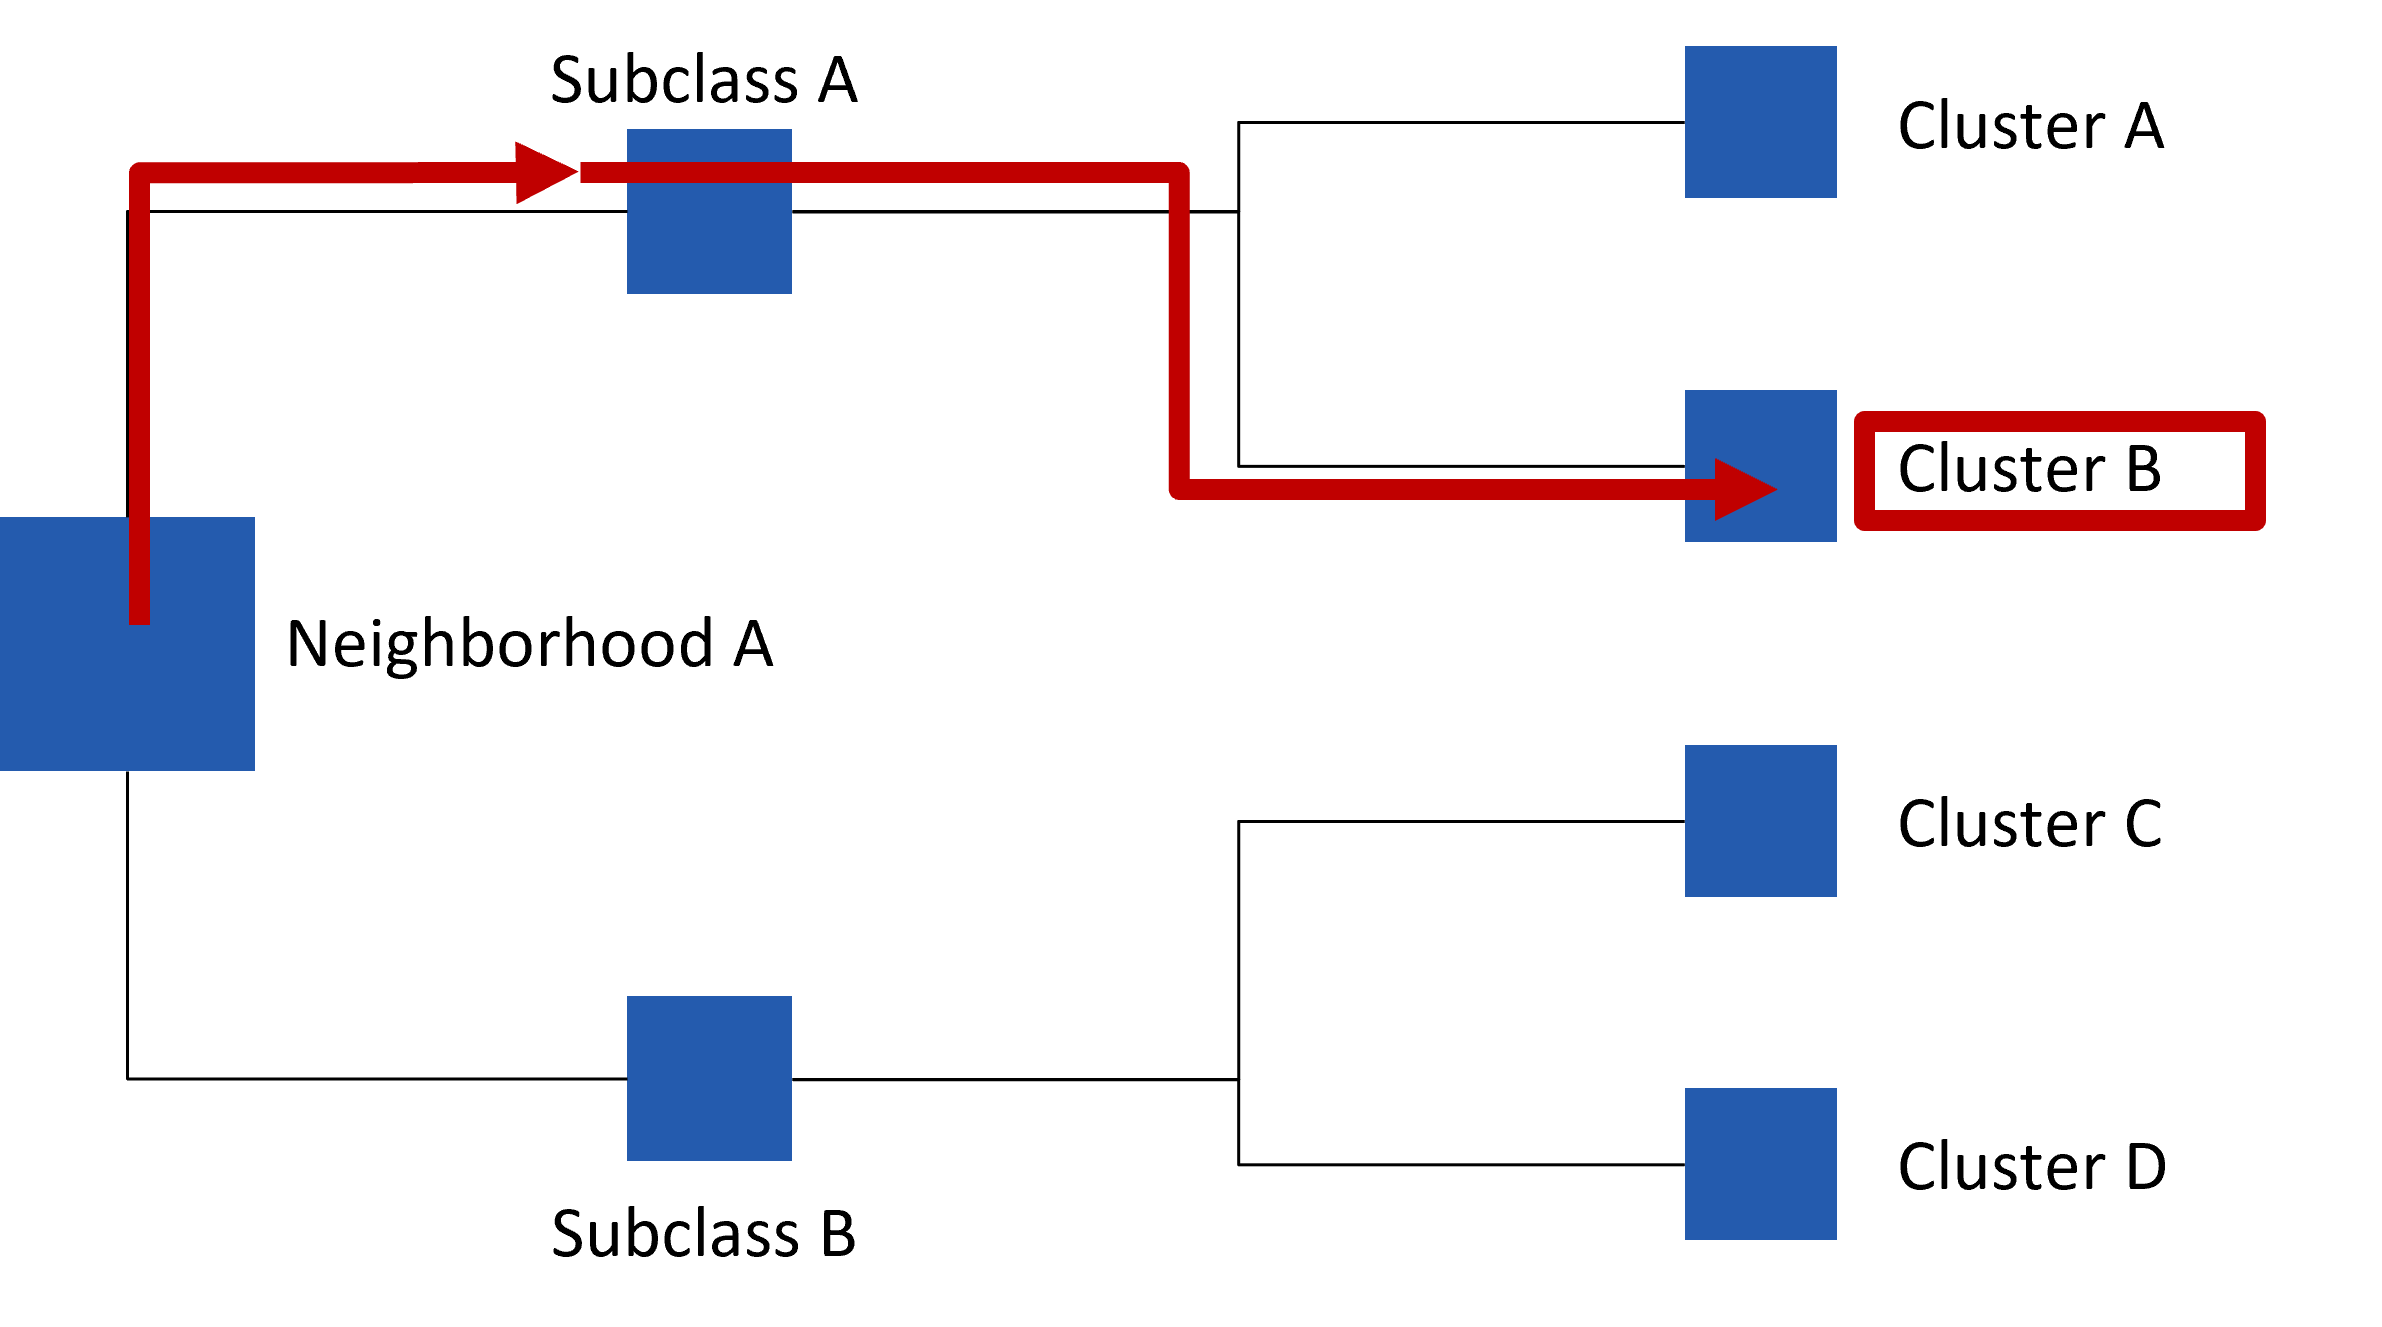 Subclass A
Cluster A
Cluster B
Neighborhood A
Cluster C
Cluster D
Subclass B